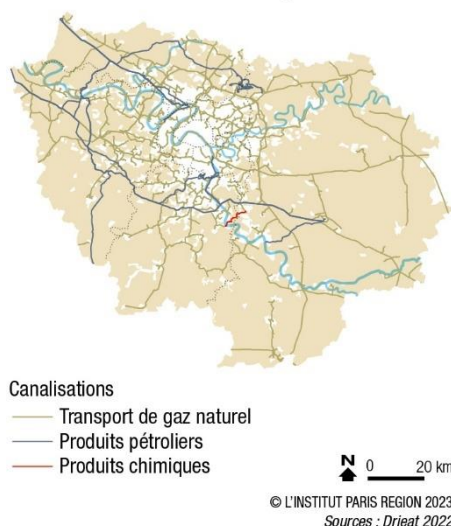 Canalisations
Transport de gaz naturel
Produits pétroliers
Produits chimiques
N 0 20 km
© L'INSTITUT PARIS REGION 2023
Sources : Drieat 2022